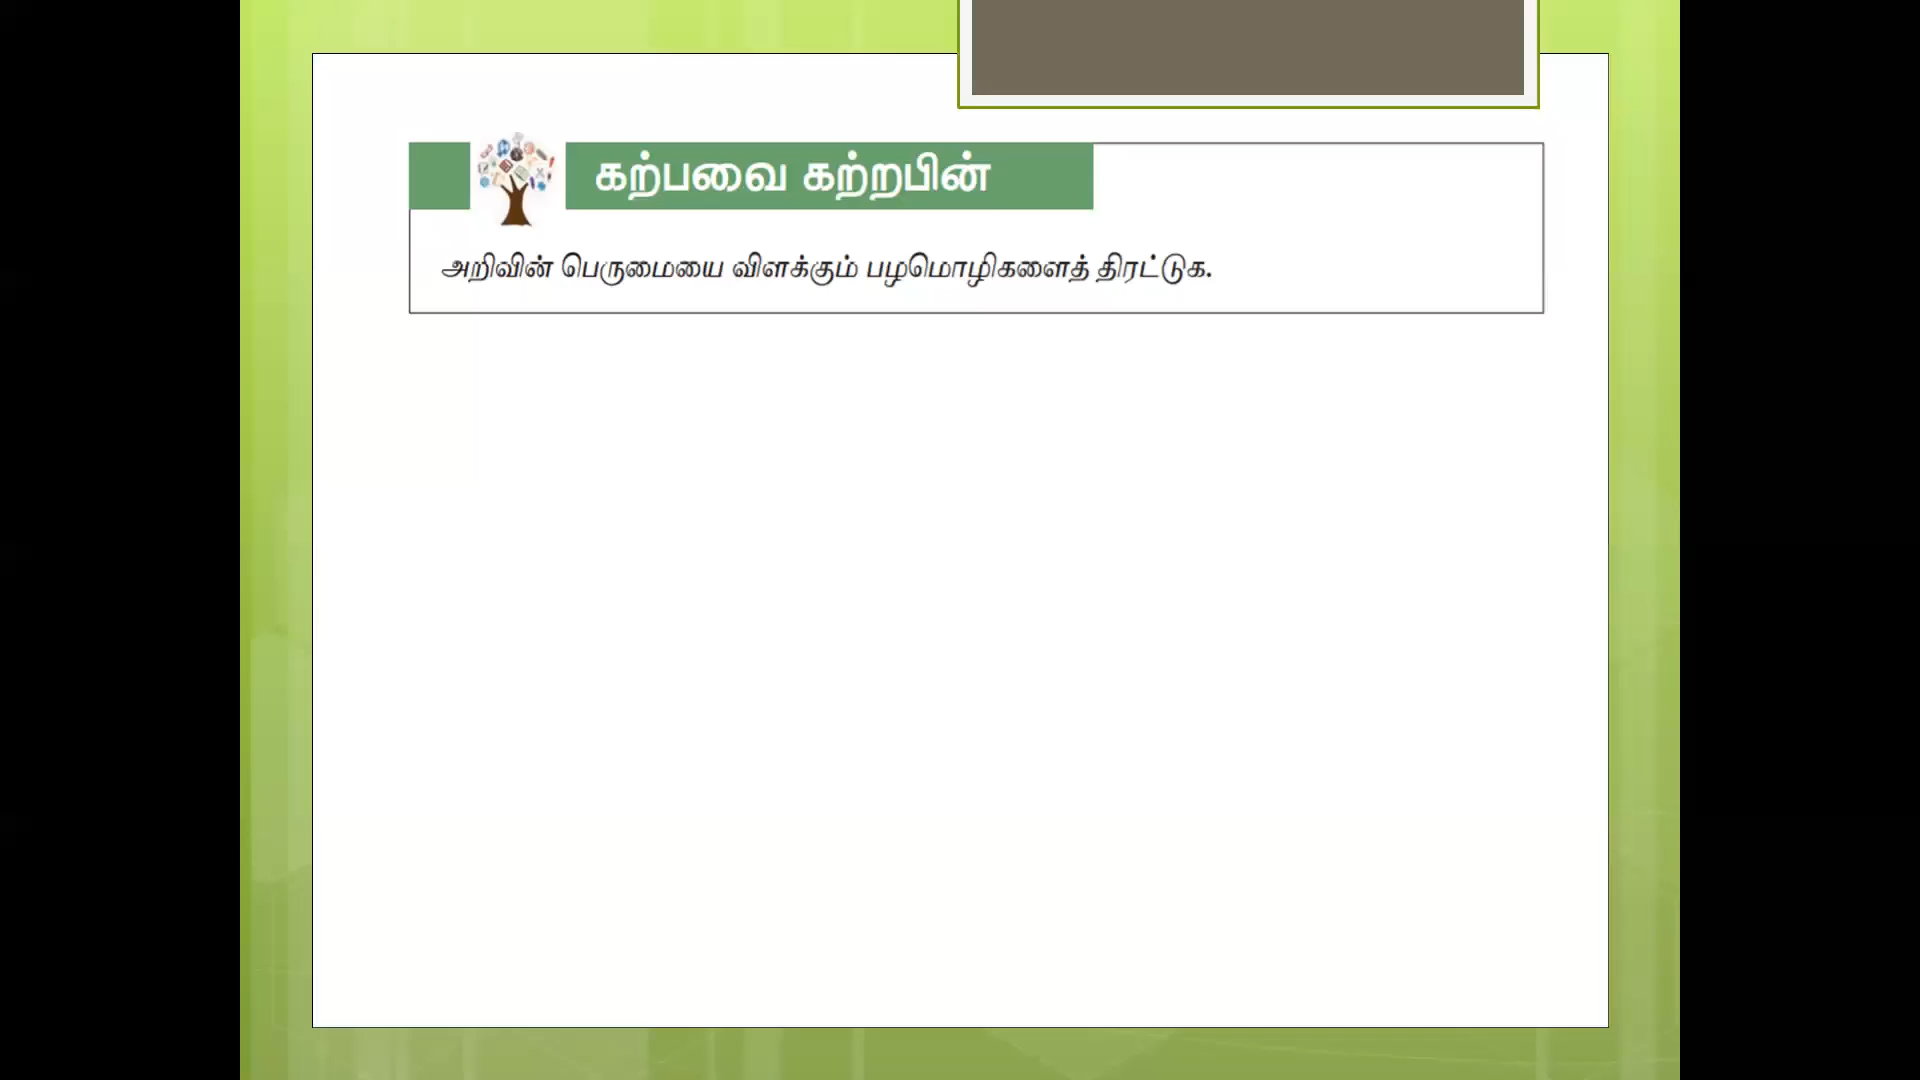 கற்பவை கற்றபின்
அறிவின் பெருமையை விளக்கும் பழமொழிகளைத் திரட்டுக.